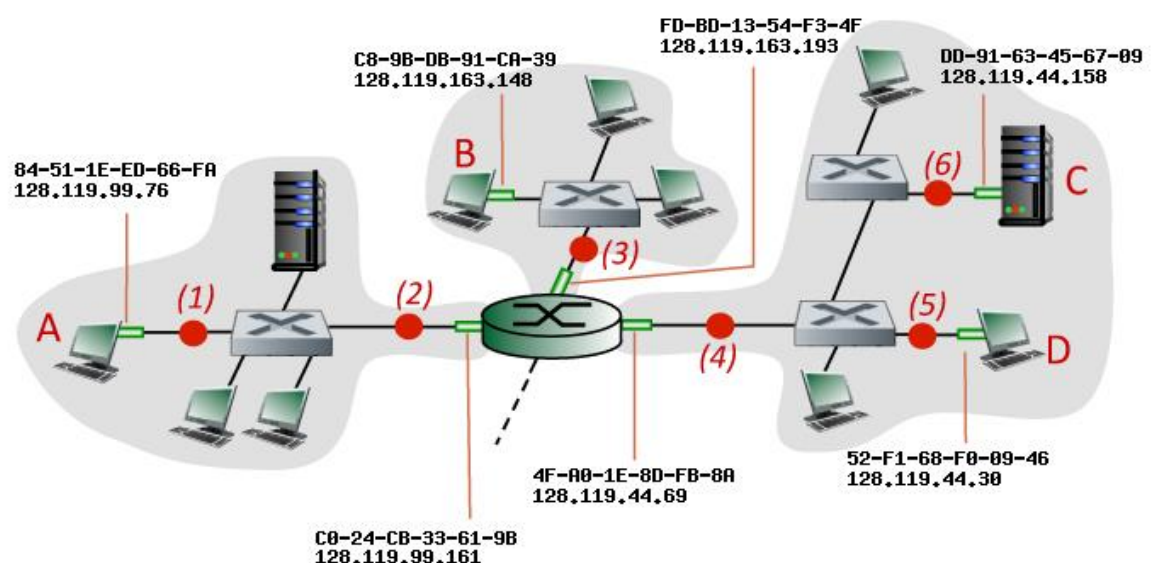 FD-BD-13-54-F3-4F
128.119.163.193
C8-9B-DB-91-CA-39
128.119.163.148
DD-91-63-45-67-09
128.119.44.158
84-51-1E-ED-66-FA
128.119.99.76
B
(6)
C
(3)
(1)
(2)
A
(5)
(4)
D
52-F1-68-F0-09-46
128.119.44.30
4F-A0-1E-8D-FB-8A
128.119.44.69
C0-24-CB-33-61-9B
128.119.99.161